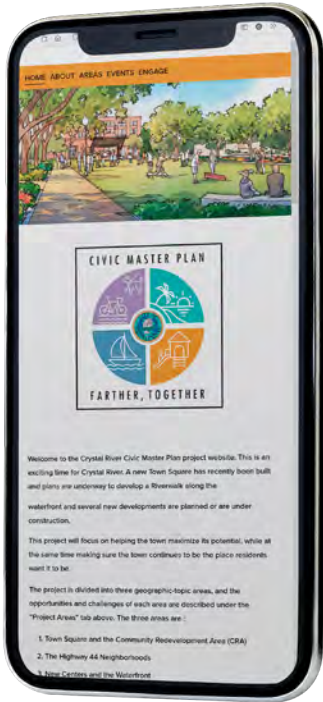 HOME ABOUT AREAS EVENTS ENGAGE
CIVIC MASTER PLAN
FARTHER, TOGETHER
Welcome to the Crystal River Civic Master Plan project website. This is an
exciting time for Crystal River. A new Town Square has recently been built
and plans are underway to develop a Riverwalk along the
waterfront and several new developments are planned or are under
construction.
This project will focus on helping the town maximize its potential, while at
the same time making sure the town continues to be the place residents
want it to be.
The project is divided into three geographic-topic areas, and the
opportunities and challenges of each area are described under the
"Project Areas" tab above. The three areas are :
1. Town Square and the Community Redevelopment Area (CRA)
2. The Highway 44 Neighborhoods
3. New Centers and the Waterfront